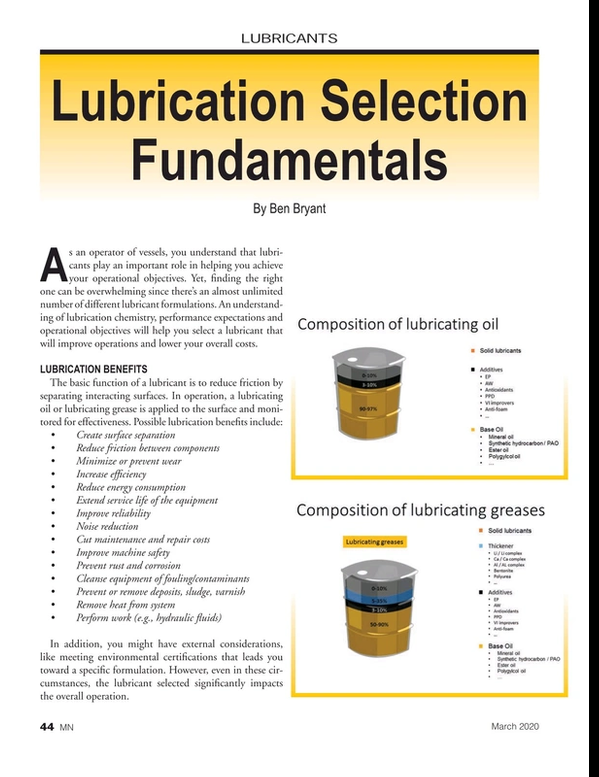 LUBRICANTS
Lubrication Selection
Fundamentals
By Ben Bryant
As an operator of vessels, you understand that lubri-
cants play an important role in helping you achieve
your operational objectives. Yet, finding the right
one can be overwhelming since there's an almost unlimited
number of different lubricant formulations. An understand-
ing of lubrication chemistry, performance expectations and
operational objectives will help you select a lubricant that
will improve operations and lower your overall costs.
LUBRICATION BENEFITS
The basic function of a lubricant is to reduce friction by
separating interacting surfaces. In operation, a lubricating
oil or lubricating grease is applied to the surface and moni-
tored for effectiveness. Possible lubrication benefits include:
• Create surface separation
• Reduce friction between components
• Minimize or prevent wear
• Increase efficiency
• Reduce energy consumption
• Extend service life of the equipment
• Improve reliability
• Noise reduction
• Cut maintenance and repair costs
• Improve machine safety
• Prevent rust and corrosion
• Cleanse equipment of fouling/contaminants
• Prevent or remove deposits, sludge, varnish
• Remove heat from system
• Perform work (e.g., hydraulic fluids)
In addition, you might have external considerations,
like meeting environmental certifications that leads you
toward a specific formulation. However, even in these cir-
cumstances, the lubricant selected significantly impacts
the overall operation.
Composition of lubricating oil
0-10%
3-10%
90-97%
Solid lubricants
Additives
• EP
• AW
• Antioxidants
• PPD
• VI improvers
• Anti-foam
• ...
Base Oil
• Mineral oil
• Synthetic hydrocarbon / PAO
• Ester oil
• Polygylcol oil
• ...
Composition of lubricating greases
Lubricating greases
0-10%
3-10%
50-90%
Solid lubricants
Thickener
• Li / Li complex
• Ca / Ca complex
• Al / AL complex
• Bentonite
• Polyurea
• ...
Additives
• EP
• AW
• Antioxidants
• PPD
• VI improvers
• Anti-foam
• ...
Base Oil
• Mineral oil
• Synthetic hydrocarbon / PAO
• Ester oil
• Polygylcol oil
• ...
44 MN
March 2020